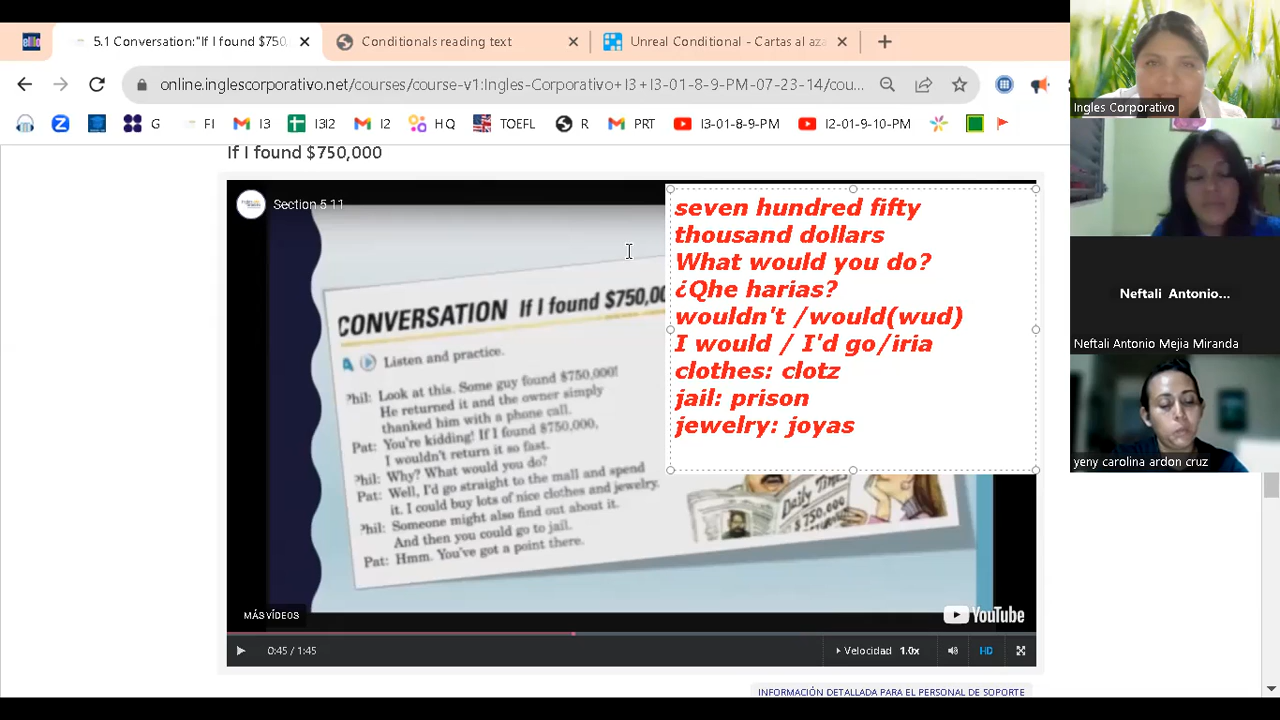 5.1 Conversation:"If I found $750
Conditionals reading text
Unreal Conditional - Cartas al aza
online.inglescorporativo.net/courses/course-v1:Ingles-Corporativo+I3+I3-01-8-9-PM-07-23-14/cou...
G
FI
I3
I3I2
I2
HQ
TOEFL
R
PRT
I3-01-8-9-PM
I2-01-9-10-PM
If I found $750,000
Section 5 11
CONVERSATION If I found $750,00
A Listen and practice.
Phil: Look at this. Some guy found $750,000!
He returned it and the owner simply
thanked him with a phone call.
Pat: You're kidding! If I found $750,000,
I wouldn't return it so fast.
Phil: Why? What would you do?
Pat: Well, I'd go straight to the mall and spend
it. I could buy lots of nice clothes and jewelry.
Phil: Someone might also find out about it.
And then you could go to jail.
Pat: Hmm. You've got a point there.
Daily Times
$750,000
seven hundred fifty
thousand dollars
What would you do?
¿Qhe harias?
wouldn't /would(wud)
I would / I'd go/iria
clothes: clotz
jail: prison
jewelry: joyas
MÁS VÍDEOS
YouTube
0:45 / 1:45
Velocidad 1.0x
HD
INFORMACIÓN DETALLADA PARA EL PERSONAL DE SOPORTE
Ingles Corporativo
Neftali Antonio...
Neftali Antonio Mejia Miranda
yeny carolina ardon cruz